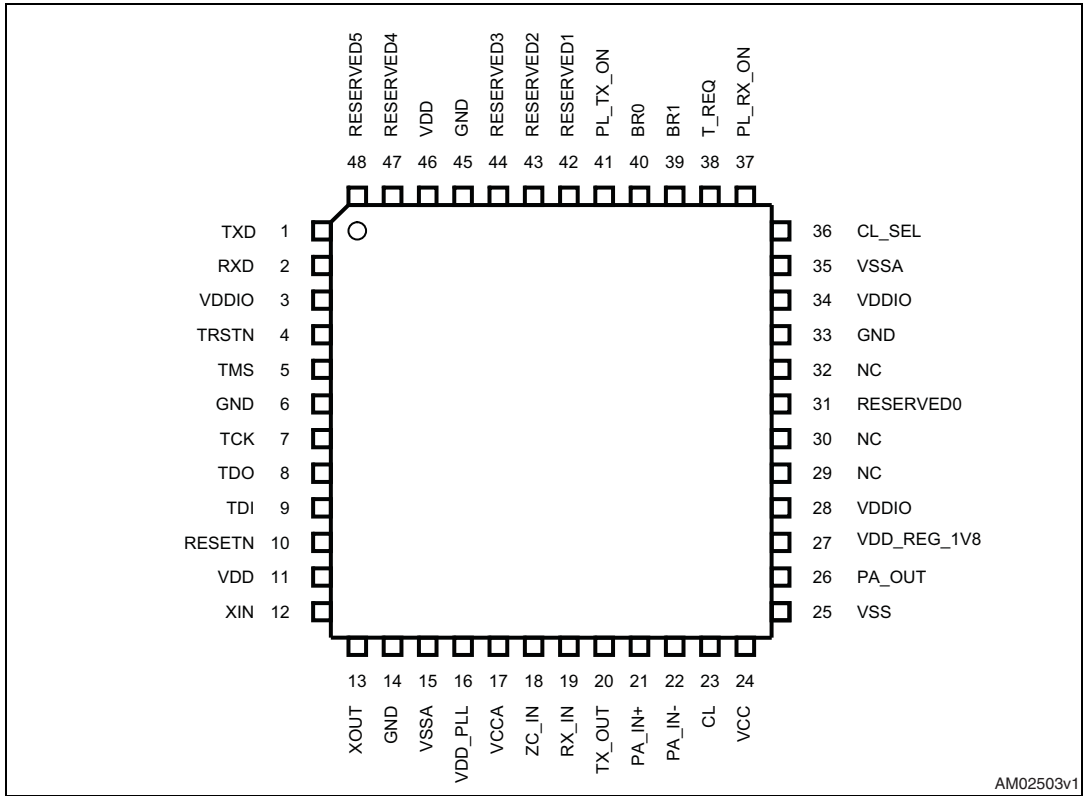 RESERVED5
RESERVED4
VDD
GND
RESERVED3
RESERVED2
RESERVED1
PL_TX_ON
BR0
BR1
T_REQ
PL_RX_ON
48 47 46 45 44 43 42 41 40 39 38 37
TXD 1
RXD 2
VDDIO 3
TRSTN 4
TMS 5
GND 6
TCK 7
TDO 8
TDI 9
RESETN 10
VDD 11
XIN 12
36 CL_SEL
35 VSSA
34 VDDIO
33 GND
32 NC
31 RESERVED0
30 NC
29 NC
28 VDDIO
27 VDD_REG_1V8
26 PA_OUT
25 VSS
13 14 15 16 17 18 19 20 21 22 23 24
XOUT
GND
VSSA
VDD_PLL
VCCA
ZC_IN
RX_IN
TX_OUT
PA_IN+
PA_IN-
CL
VCC
AM02503v1